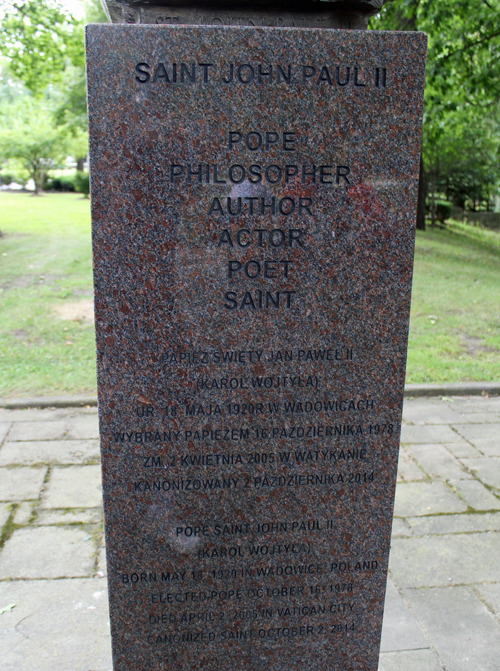 SAINT JOHN PAUL II
POPE
PHILOSOPHER
AUTHOR
ACTOR
POET
SAINT
PAPIEŻ ŚWIĘTY JAN PAWEŁ II
(KAROL WOJTYŁA)
UR. 18. MAJA 1920R W WADOWICACH
WYBRANY PAPIEŻEM 16 PAŹDZIERNIKA 1978
ZM. 2 KWIETNIA 2005 W WATYKANIE
KANONIZOWANY 2 PAŹDZIERNIKA 2014
POPE SAINT JOHN PAUL II
(KAROL WOJTYŁA)
BORN MAY 18, 1920 IN WADOWICE, POLAND
ELECTED POPE OCTOBER 16, 1978
DIED APRIL 2, 2005 IN VATICAN CITY
CANONIZED SAINT OCTOBER 2, 2014